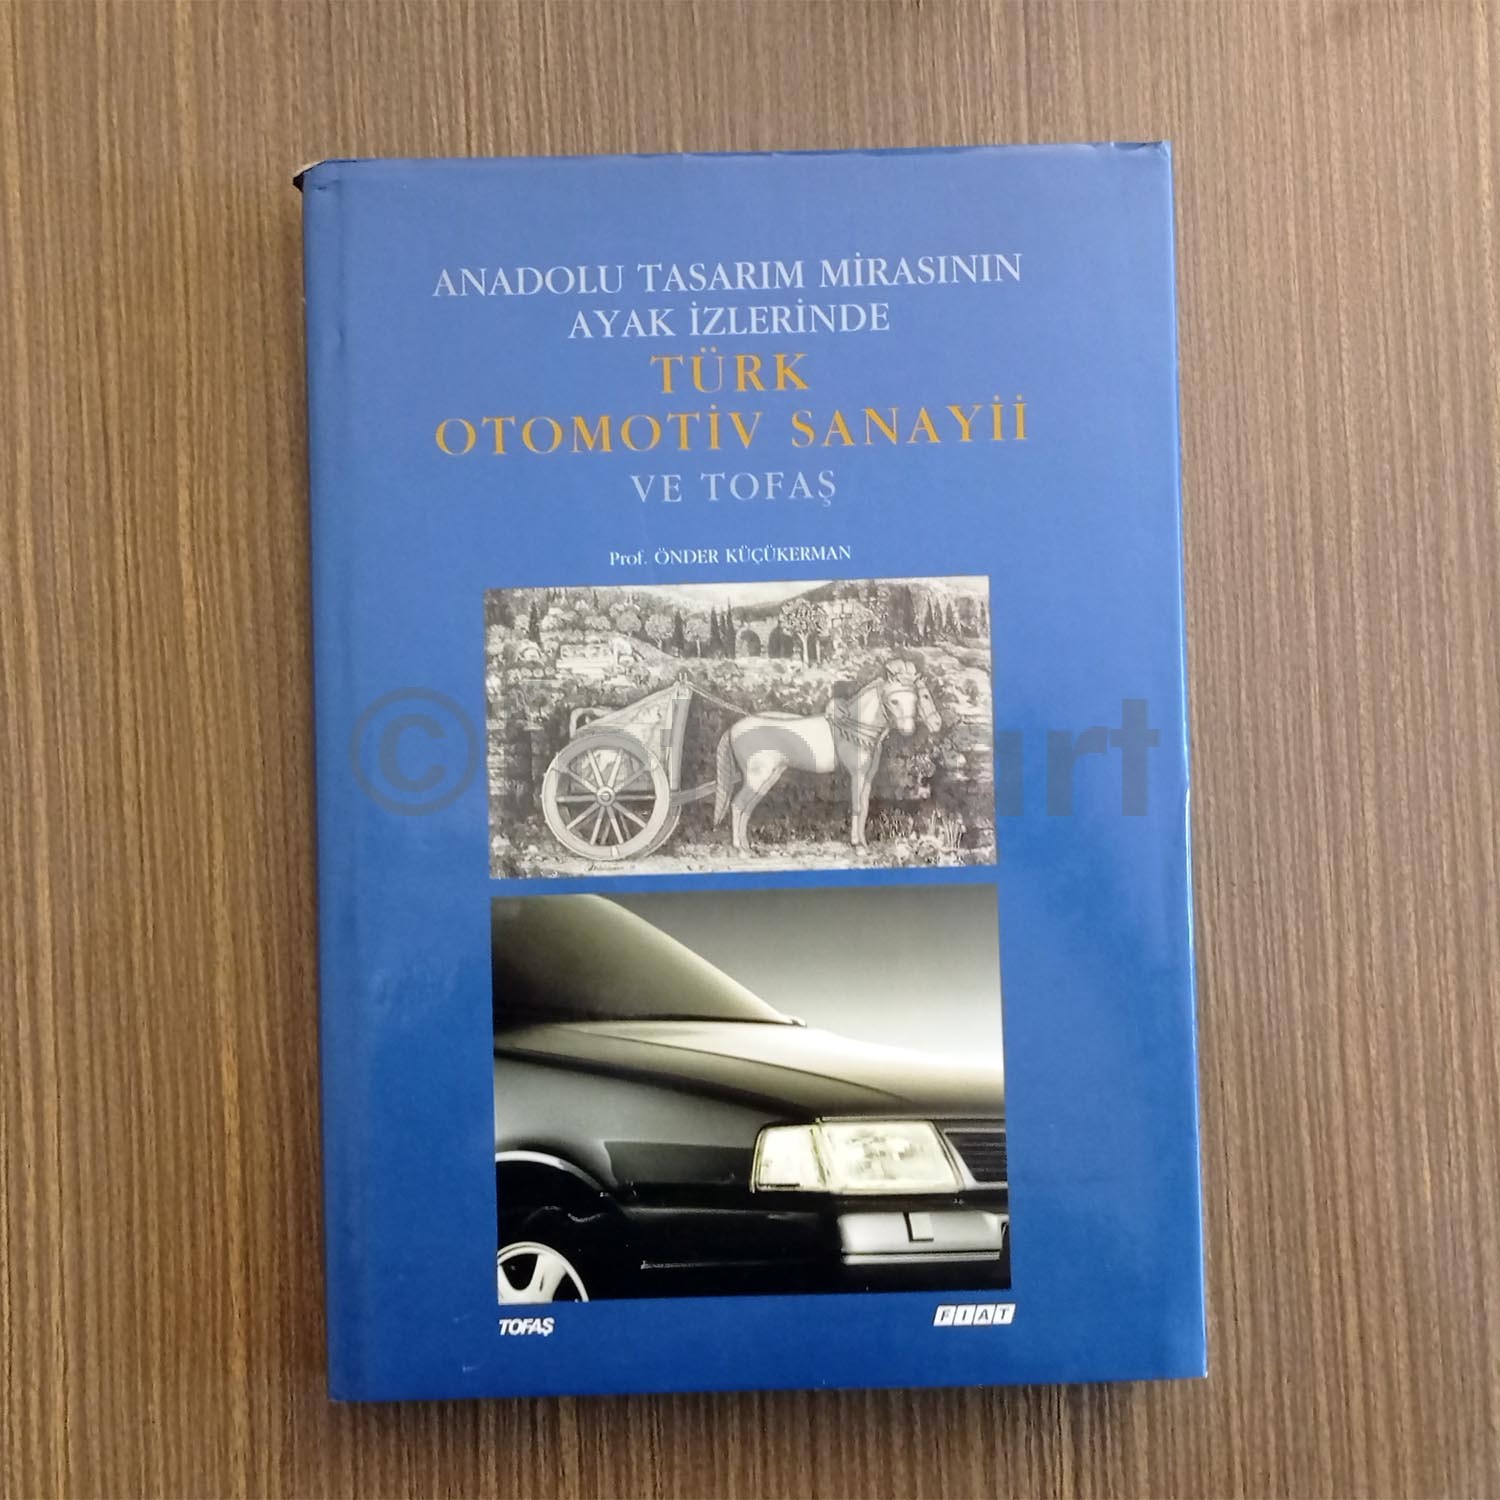 ANADOLU TASARIM MİRASININ
AYAK İZLERİNDE
TÜRK
OTOMOTİV SANAYİİ
VE TOFAŞ
Prof. ÖNDER KÜÇÜKERMAN
TOFAŞ
FIAT